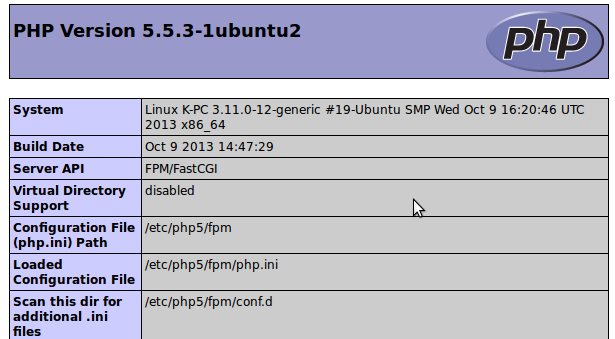 PHP Version 5.5.3-1ubuntu2
php
System
Linux K-PC 3.11.0-12-generic #19-Ubuntu SMP Wed Oct 9 16:20:46 UTC
2013 x86_64
Build Date
Oct 9 2013 14:47:29
Server API
FPM/FastCGI
Virtual Directory
Support
disabled
Configuration File
(php.ini) Path
/etc/php5/fpm
Loaded
Configuration File
/etc/php5/fpm/php.ini
Scan this dir for
additional .ini
files
/etc/php5/fpm/conf.d